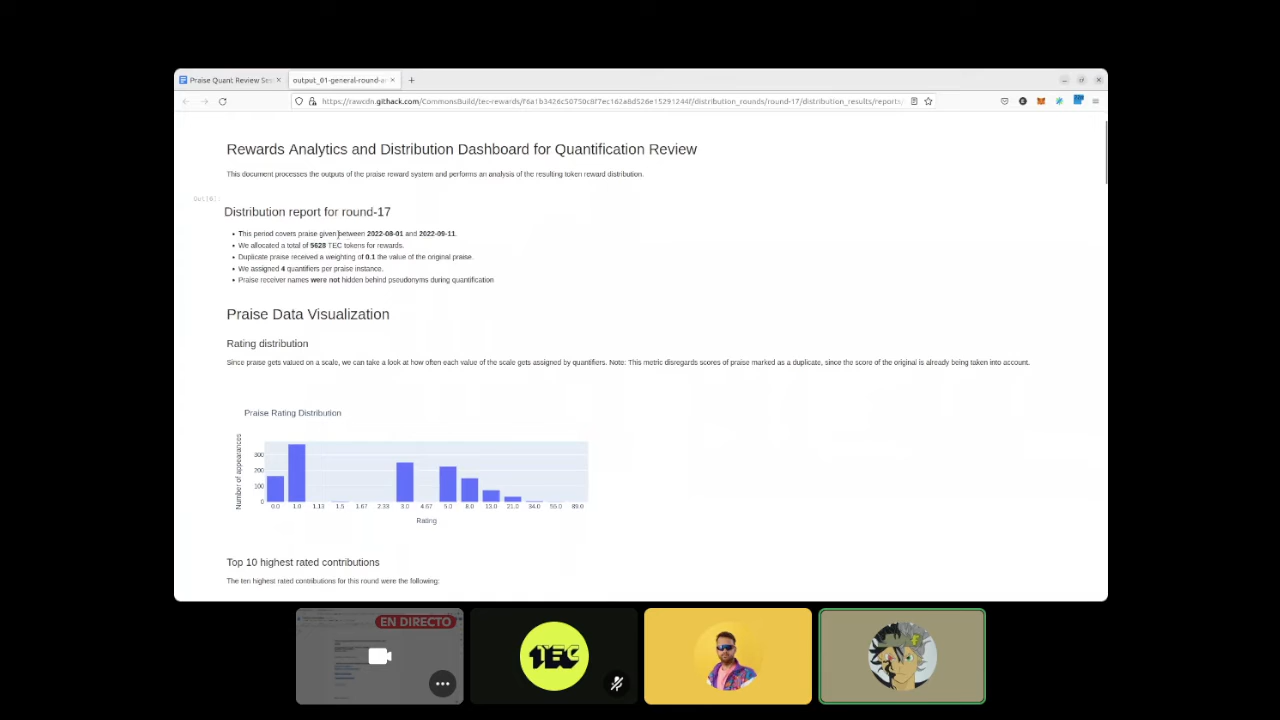 Praise Quant Review Ses
output_01-general-round-an
https://rawcdn.githack.com/CommonsBuild/tec-rewards/
/distribution_rounds/round-17/distribution_results/reports/
Rewards Analytics and Distribution Dashboard for Quantification Review
This document processes the outputs of the praise reward system and performs an analysis of the resulting token reward distribution.
Out[6]:
Distribution report for round-17
• This period covers praise given between 2022-08-01 and 2022-09-11.
• We allocated a total of 5628 TEC tokens for rewards.
• Duplicate praise received a weighting of 0.1 the value of the original praise.
• We assigned 4 quantifiers per praise instance.
• Praise receiver names were not hidden behind pseudonyms during quantification
Praise Data Visualization
Rating distribution
Since praise gets valued on a scale, we can take a look at how often each value of the scale gets assigned by quantifiers. Note: This metric disregards scores of praise marked as a duplicate, since the score of the original is already being taken into account.
Praise Rating Distribution
Number of appearances
300
200
100
0
0.0 1.0 1.13 1.5 1.67 2.33 3.0 4.67 5.0 8.0 13.0 21.0 34.0 55.0 89.0
Rating
Top 10 highest rated contributions
The ten highest rated contributions for this round were the following:
EN DIRECTO
TEC